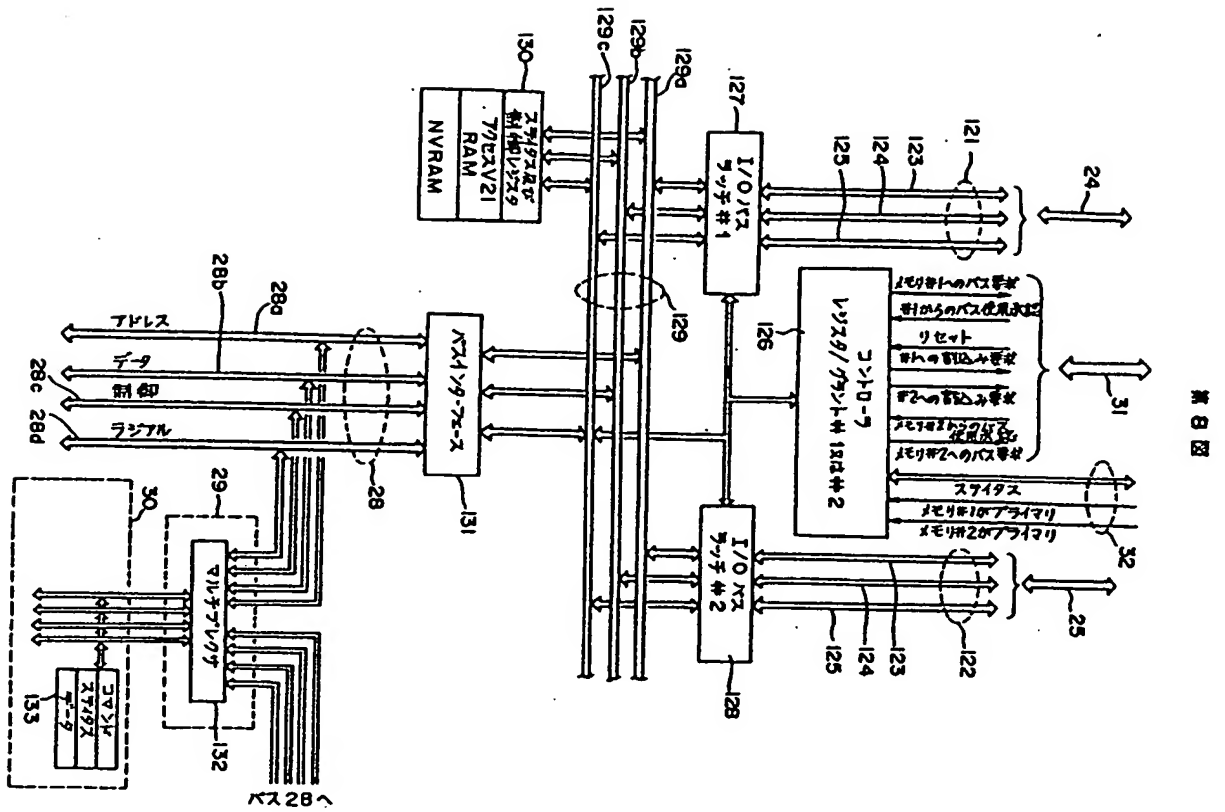 第8図
24
121
123
124
125
127
I/Oバス
ラッチ#1
メモリ#1へのバス要求
#1からのバス使用承認
リセット
#1への割込み要求
#2への割込み要求
メモリ#2からのバス
使用承認
メモリ#2へのバス要求
31
ステイタス
メモリ#1がプライマリ
メモリ#2がプライマリ
32
126
コントローラ
レジスタ/グラント#1又は#2
25
122
123
124
125
I/Oバス
ラッチ#2
128
129a
129b
129c
129
130
ステイタス及び
制御レジスタ
アクセスV21
RAM
NVRAM
バスインターフェース
131
28a
28b
28c
28d
アドレス
データ
制御
ラジアル
28
29
マルチプレクサ
132
バス28へ
30
コマンド
ステイタス
データ
133